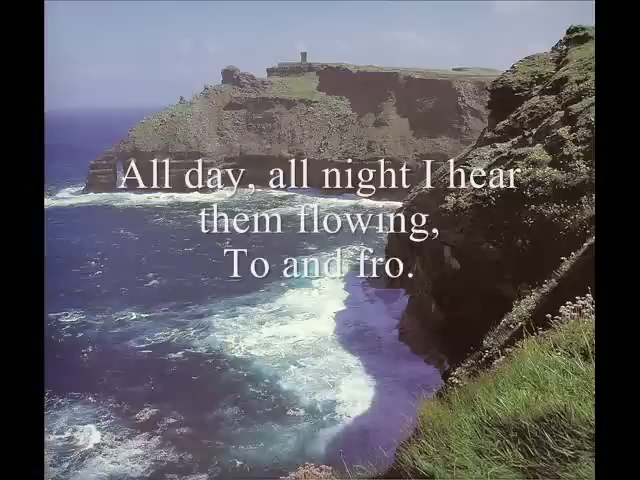 All day, all night I hear
them flowing,
To and fro.